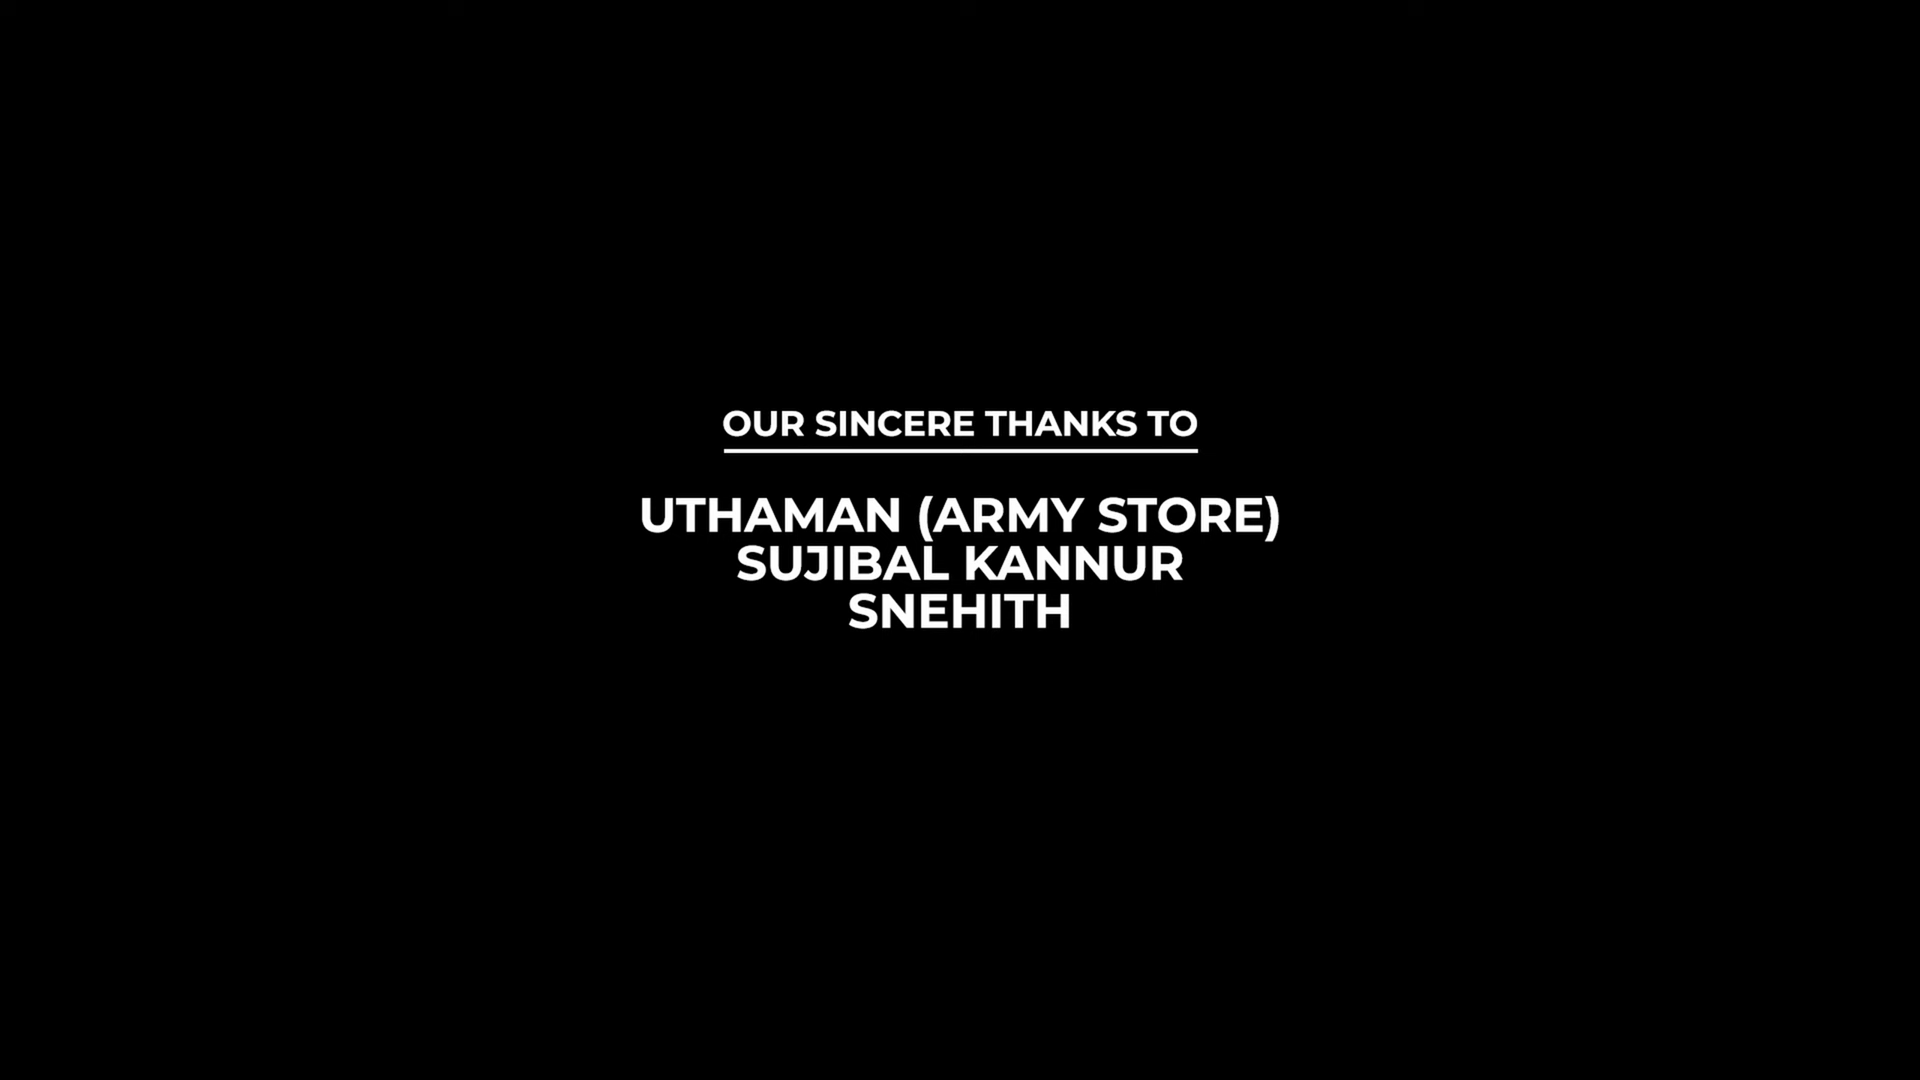 OUR SINCERE THANKS TO
UTHAMAN (ARMY STORE)
SUJIBAL KANNUR
SNEHITH